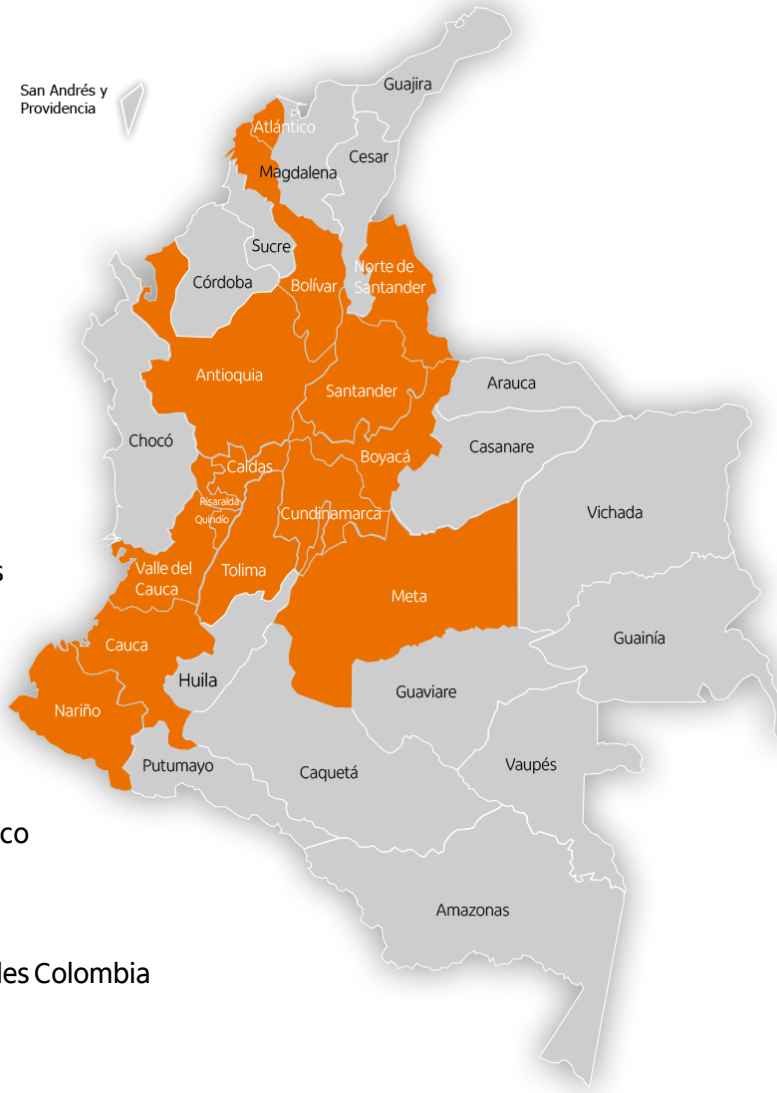 San Andrés y
Providencia
Guajira
Atlántico
Cesar
Magdalena
Sucre
Norte de
Santander
Córdoba
Bolívar
Antioquia
Santander
Arauca
Chocó
Casanare
Boyacá
Caldas
Risaralda
Quindío
Cundinamarca
Vichada
Valle del
Cauca
Tolima
Meta
s
Guainía
Cauca
Huila
Guaviare
Nariño
Putumayo
Caquetá
Vaupés
co
Amazonas
les Colombia